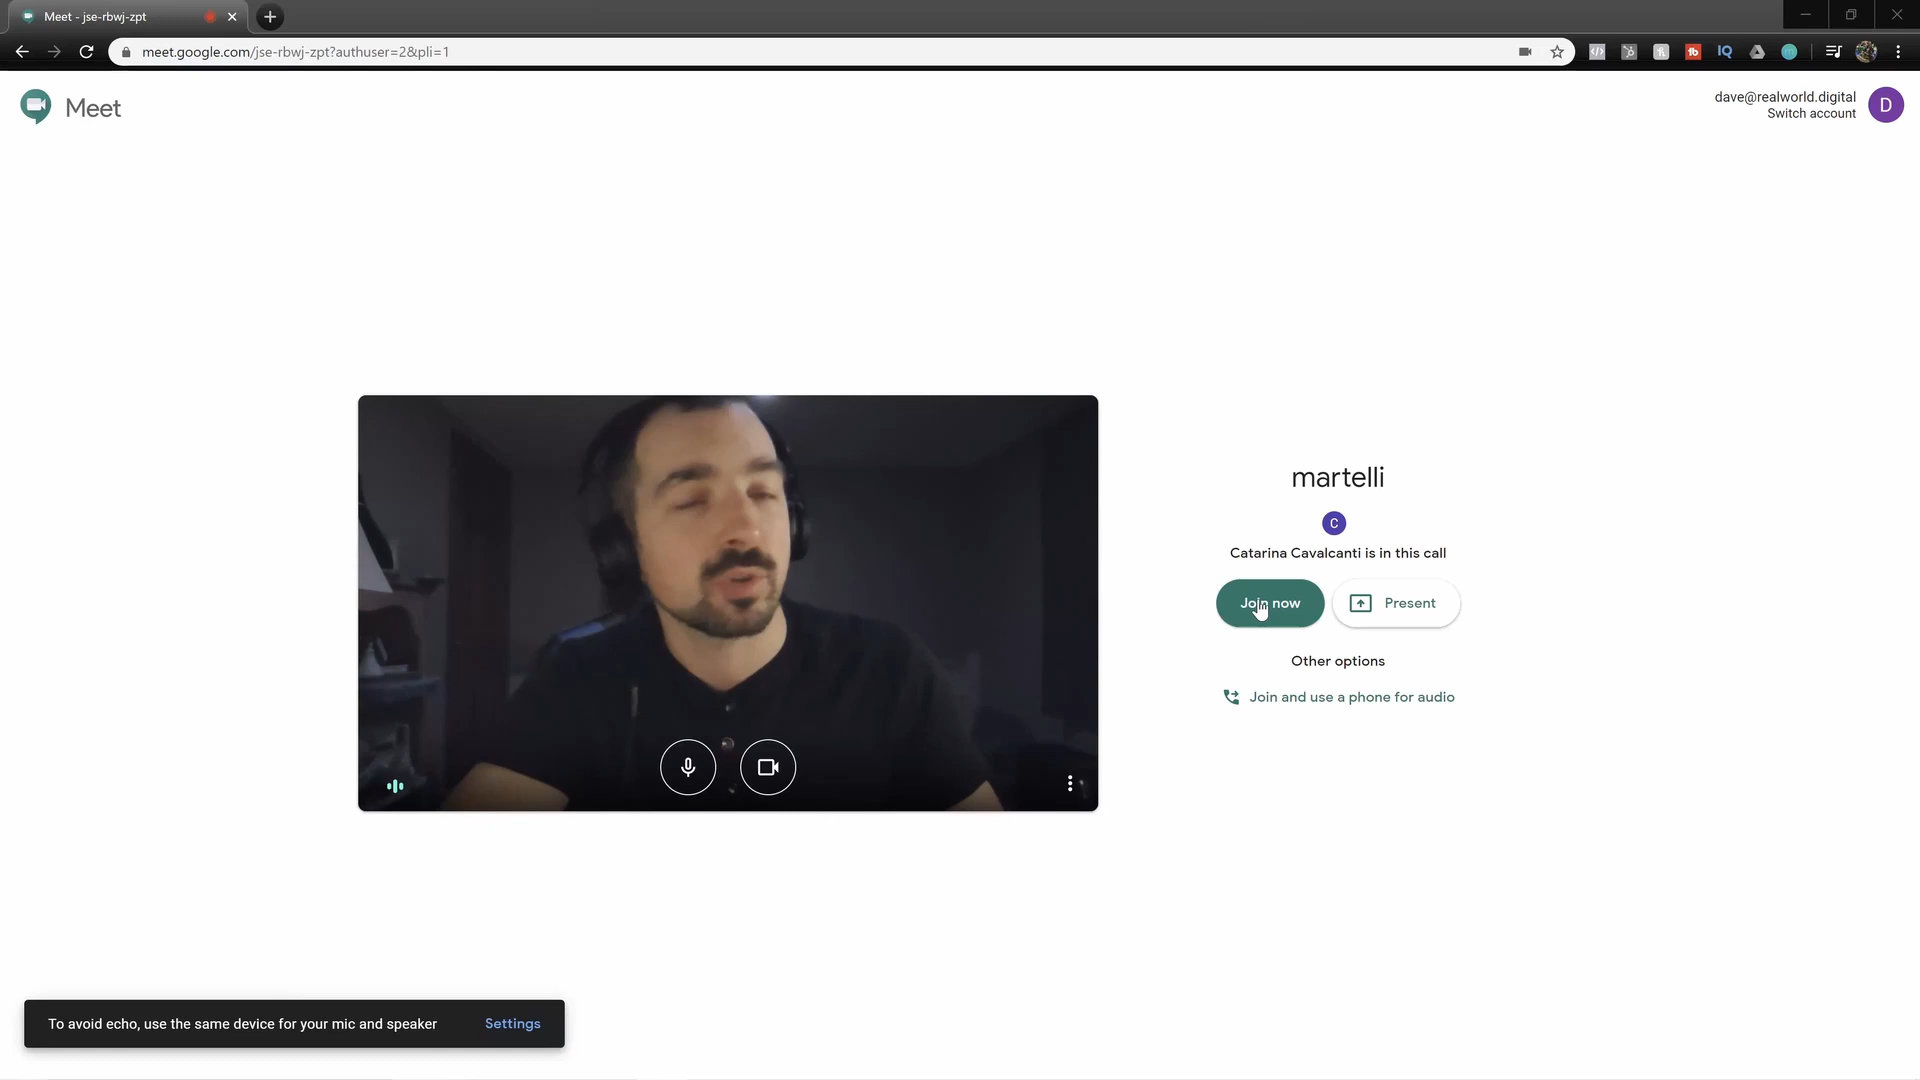 Meet - jse-rbwj-zpt
meet.google.com/jse-rbwj-zpt?authuser=2&pli=1
IQ
Meet
dave@realworld.digital
Switch account
D
martelli
C
Catarina Cavalcanti is in this call
Join now
Present
Other options
Join and use a phone for audio
To avoid echo, use the same device for your mic and speaker
Settings